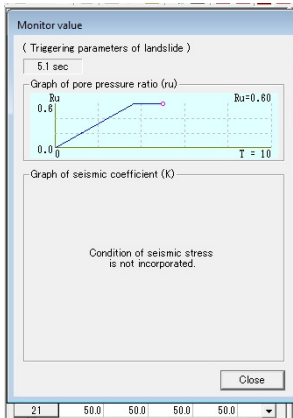 Monitor value
( Triggering parameters of landslide )
5.1 sec
Graph of pore pressure ratio (ru)
Ru
Ru=0.60
0.6
0.0
0
T = 10
Graph of seismic coefficient (K)
Condition of seismic stress
is not incorporated.
Close
21 50.0 50.0 50.0 50.0